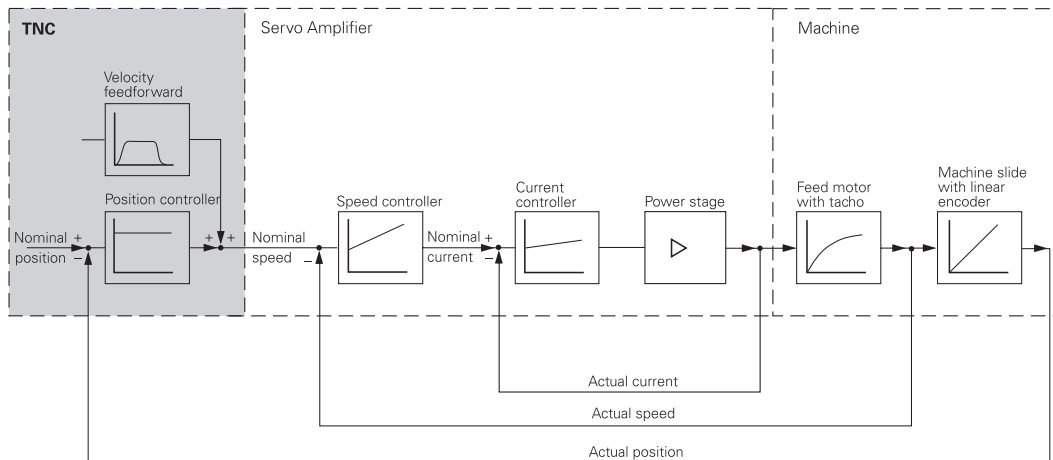 TNC
Servo Amplifier
Machine
Velocity
feedforward
Position controller
Nominal +
position
−
+ +
Nominal
speed
−
Speed controller
Nominal +
current
−
Current
controller
Power stage
Feed motor
with tacho
Machine slide
with linear
encoder
Actual current
Actual speed
Actual position